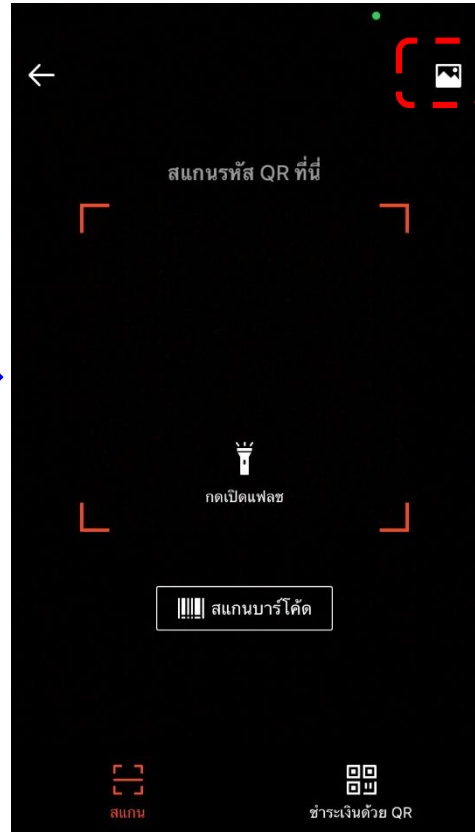 สแกนรหัส QR ที่นี่
กดเปิดแฟลช
สแกนบาร์โค้ด
สแกน
ชำระเงินด้วย QR